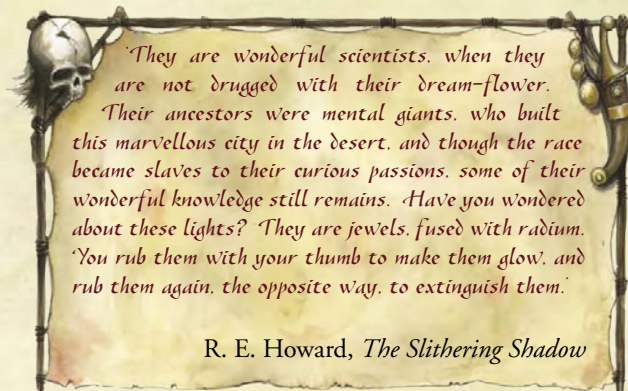 'They are wonderful scientists, when they
are not drugged with their dream-flower.
Their ancestors were mental giants, who built
this marvellous city in the desert, and though the race
became slaves to their curious passions, some of their
wonderful knowledge still remains. Have you wondered
about these lights? They are jewels, fused with radium.
You rub them with your thumb to make them glow, and
rub them again, the opposite way, to extinguish them.'
R. E. Howard, The Slithering Shadow